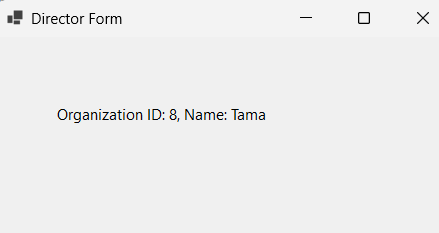 Director Form
Organization ID: 8, Name: Tama